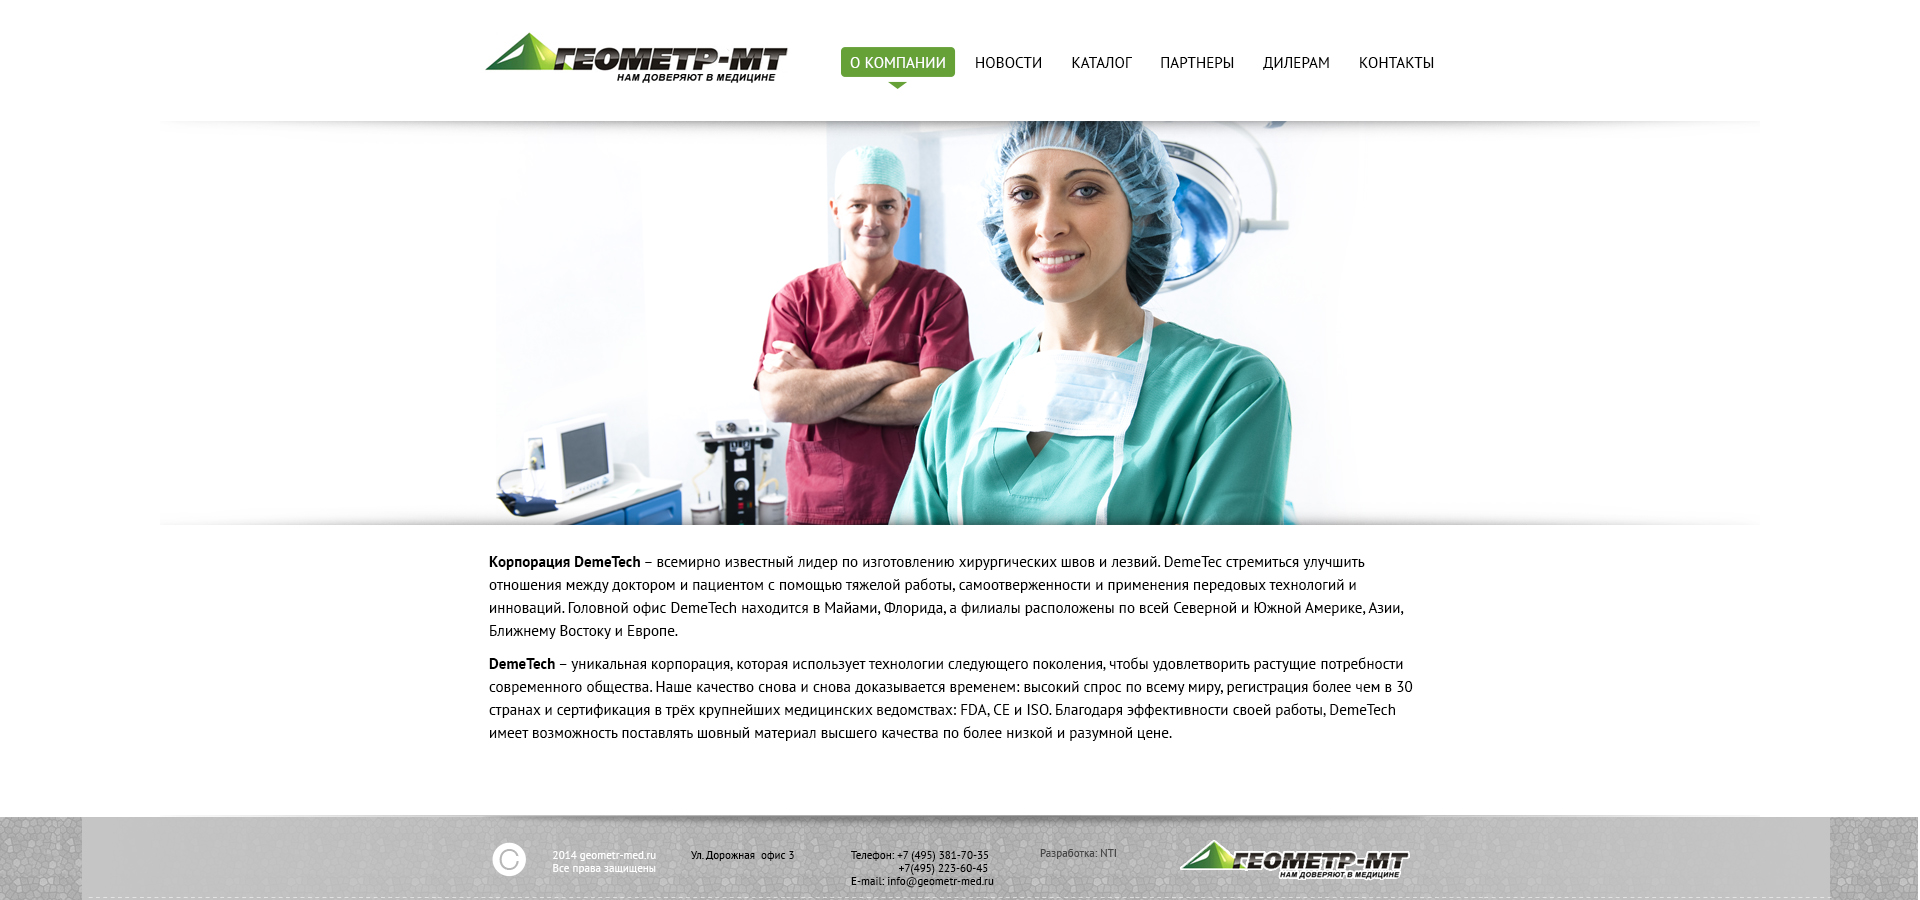 ГЕОМЕТР-МТ
НАМ ДОВЕРЯЮТ В МЕДИЦИНЕ
О КОМПАНИИ НОВОСТИ КАТАЛОГ ПАРТНЕРЫ ДИЛЕРАМ КОНТАКТЫ
Корпорация DemeTech – всемирно известный лидер по изготовлению хирургических швов и лезвий. DemeTec стремиться улучшить
отношения между доктором и пациентом с помощью тяжелой работы, самоотверженности и применения передовых технологий и
инноваций. Головной офис DemeTech находится в Майами, Флорида, а филиалы расположены по всей Северной и Южной Америке, Азии,
Ближнему Востоку и Европе.
DemeTech – уникальная корпорация, которая использует технологии следующего поколения, чтобы удовлетворить растущие потребности
современного общества. Наше качество снова и снова доказывается временем: высокий спрос по всему миру, регистрация более чем в 30
странах и сертификация в трёх крупнейших медицинских ведомствах: FDA, CE и ISO. Благодаря эффективности своей работы, DemeTech
имеет возможность поставлять шовный материал высшего качества по более низкой и разумной цене.
2014 geometr-med.ru
Все права защищены
Ул. Дорожная офис 3
Телефон: +7 (495) 381-70-35
+7(495) 223-60-45
E-mail: info@geometr-med.ru
Разработка: NTI
ГЕОМЕТР-МТ
НАМ ДОВЕРЯЮТ В МЕДИЦИНЕ